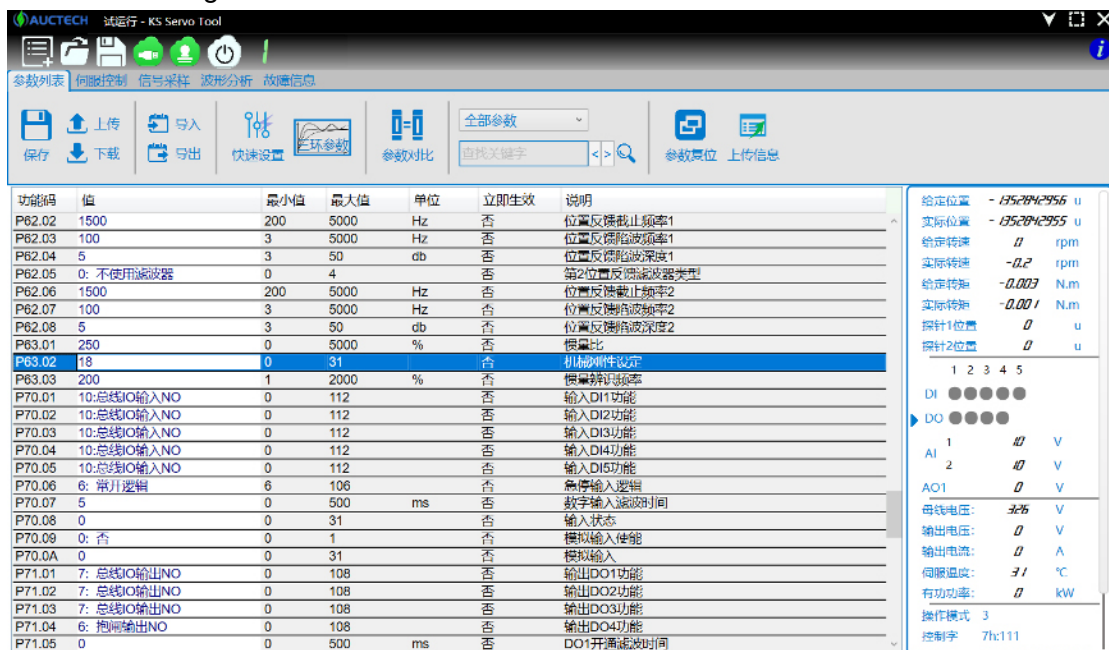 AUCTECH 试运行 - KS Servo Tool
参数列表 伺服控制 信号采样 波形分析 故障信息
保存 上传 下载 导入 导出 快速设置 三环参数 参数对比 全部参数 查找关键字 < > 参数复位 上传信息
功能码 值 最小值 最大值 单位 立即生效 说明
P62.02 1500 200 5000 Hz 否 位置反馈截止频率1
P62.03 100 3 5000 Hz 否 位置反馈陷波频率1
P62.04 5 3 50 db 否 位置反馈陷波深度1
P62.05 0: 不使用滤波器 0 4 否 第2位置反馈滤波器类型
P62.06 1500 200 5000 Hz 否 位置反馈截止频率2
P62.07 100 3 5000 Hz 否 位置反馈陷波频率2
P62.08 5 3 50 db 否 位置反馈陷波深度2
P63.01 250 0 5000 % 否 惯量比
P63.02 18 0 31 否 机械刚性设定
P63.03 200 1 2000 % 否 惯量辨识频率
P70.01 10:总线IO输入NO 0 112 否 输入DI1功能
P70.02 10:总线IO输入NO 0 112 否 输入DI2功能
P70.03 10:总线IO输入NO 0 112 否 输入DI3功能
P70.04 10:总线IO输入NO 0 112 否 输入DI4功能
P70.05 10:总线IO输入NO 0 112 否 输入DI5功能
P70.06 6: 常开逻辑 6 106 否 急停输入逻辑
P70.07 5 0 500 ms 否 数字输入滤波时间
P70.08 0 0 31 否 输入状态
P70.09 0: 否 0 1 否 模拟输入使能
P70.0A 0 0 31 否 模拟输入
P71.01 7: 总线IO输出NO 0 108 否 输出DO1功能
P71.02 7: 总线IO输出NO 0 108 否 输出DO2功能
P71.03 7: 总线IO输出NO 0 108 否 输出DO3功能
P71.04 6: 抱闸输出NO 0 108 否 输出DO4功能
P71.05 0 0 500 ms 否 DO1开通滤波时间
给定位置 -1352842956 u
实际位置 -1352842955 u
给定转速 0 rpm
实际转速 -0.2 rpm
给定转矩 -0.003 N.m
实际转矩 -0.001 N.m
探针1位置 0 u
探针2位置 0 u
1 2 3 4 5
DI
DO
AI 1 10 V
2 10 V
AO1 0 V
母线电压: 326 V
输出电压: 0 V
输出电流: 0 A
伺服温度: 31 ℃
有功功率: 0 kW
操作模式 3
控制字 7h:111